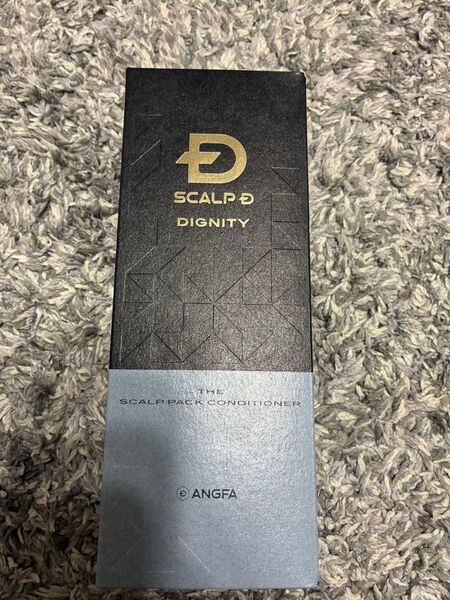 SCALP Đ
DIGNITY
THE
SCALP PACK CONDITIONER
ANGFA